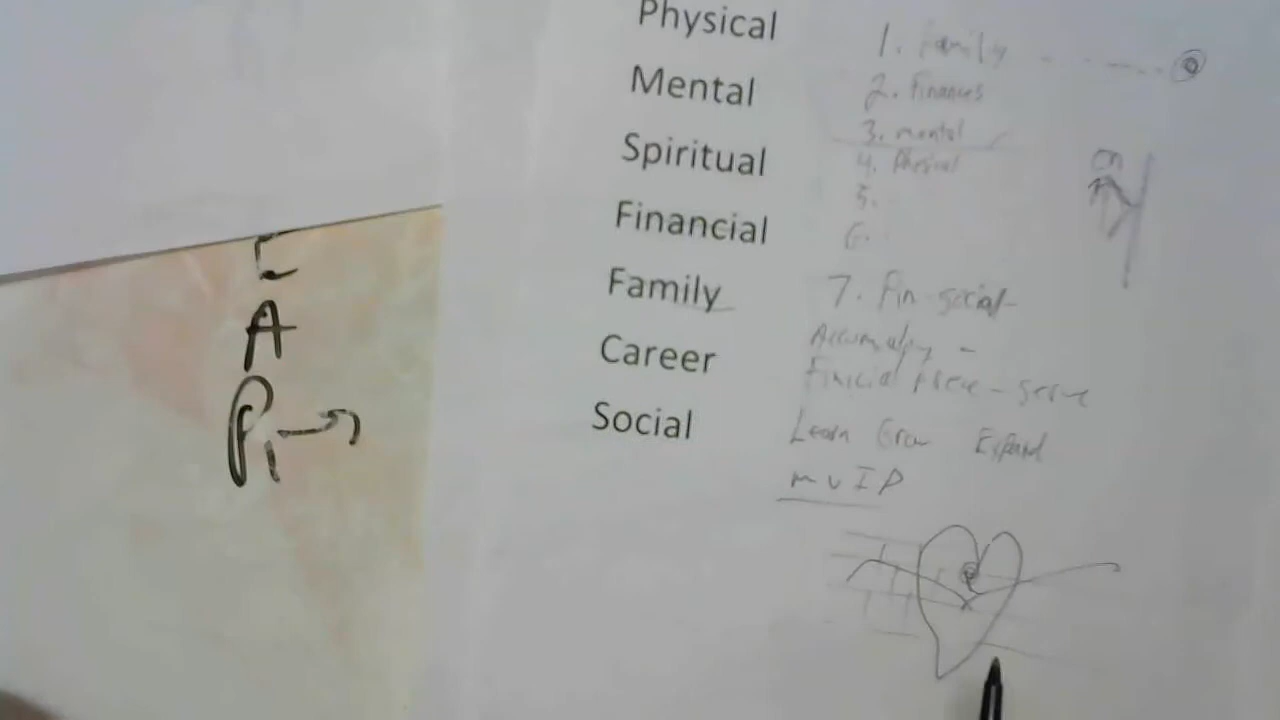 Physical
Mental
Spiritual
Financial
Family
Career
Social
1. Family
2. Finances
3. mental
4. Physical
5.
6.
7. Fin social-
serve
Learn Grow Expand
m v I P
A